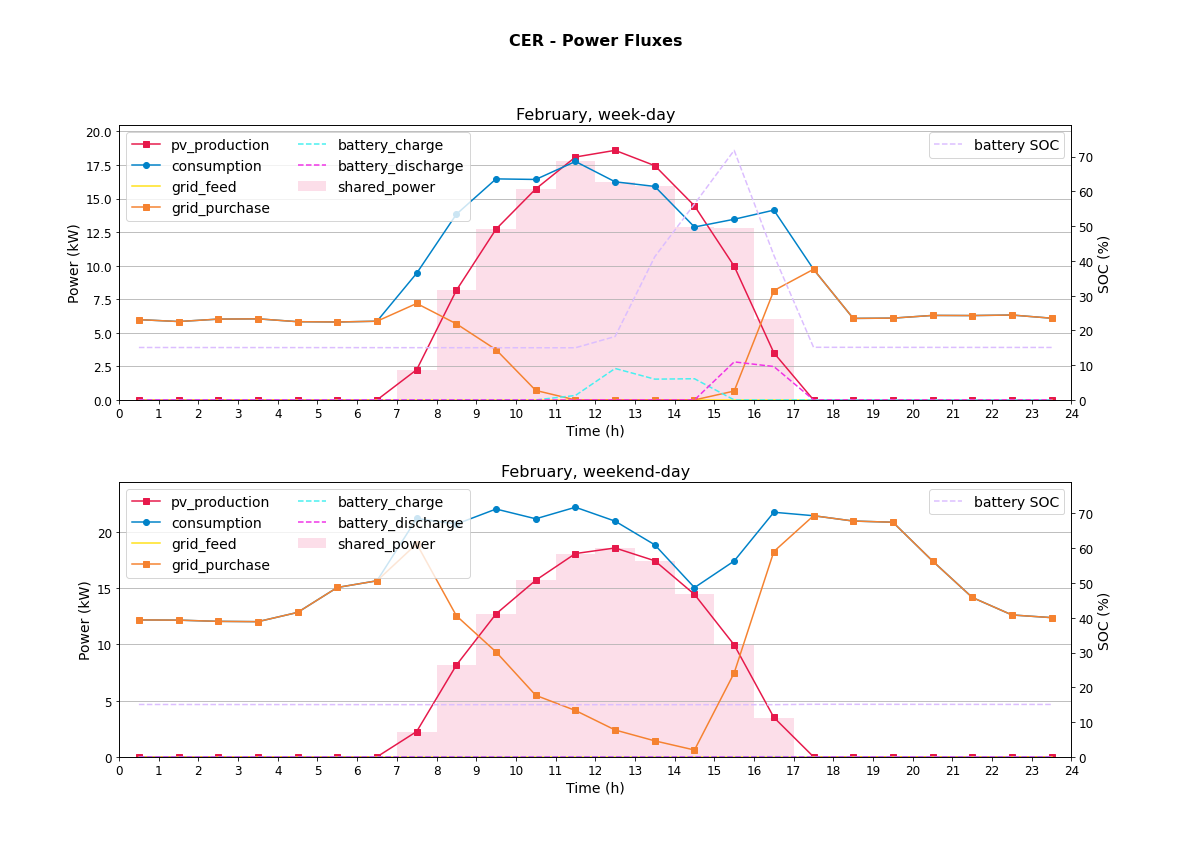 CER - Power Fluxes
February, week-day
pv_production
consumption
grid_feed
grid_purchase
battery_charge
battery_discharge
shared_power
battery SOC
20.0
17.5
15.0
12.5
10.0
7.5
5.0
2.5
0.0
Power (kW)
70
60
50
40
30
20
10
0
SOC (%)
0 1 2 3 4 5 6 7 8 9 10 11 12 13 14 15 16 17 18 19 20 21 22 23 24
Time (h)
February, weekend-day
pv_production
consumption
grid_feed
grid_purchase
battery_charge
battery_discharge
shared_power
battery SOC
20
15
10
5
0
Power (kW)
70
60
50
40
30
20
10
0
SOC (%)
0 1 2 3 4 5 6 7 8 9 10 11 12 13 14 15 16 17 18 19 20 21 22 23 24
Time (h)